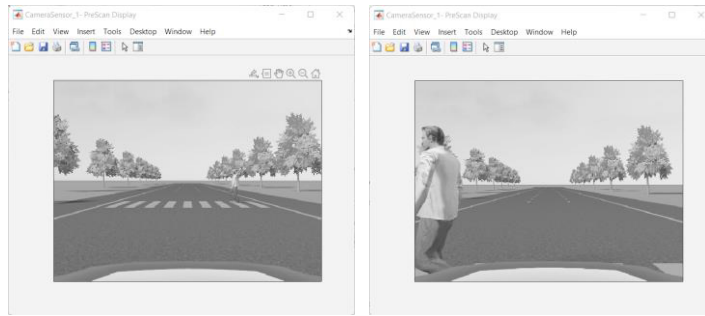 CameraSensor_1- PreScan Display
File Edit View Insert Tools Desktop Window Help
CameraSensor_1- PreScan Display
File Edit View Insert Tools Desktop Window Help